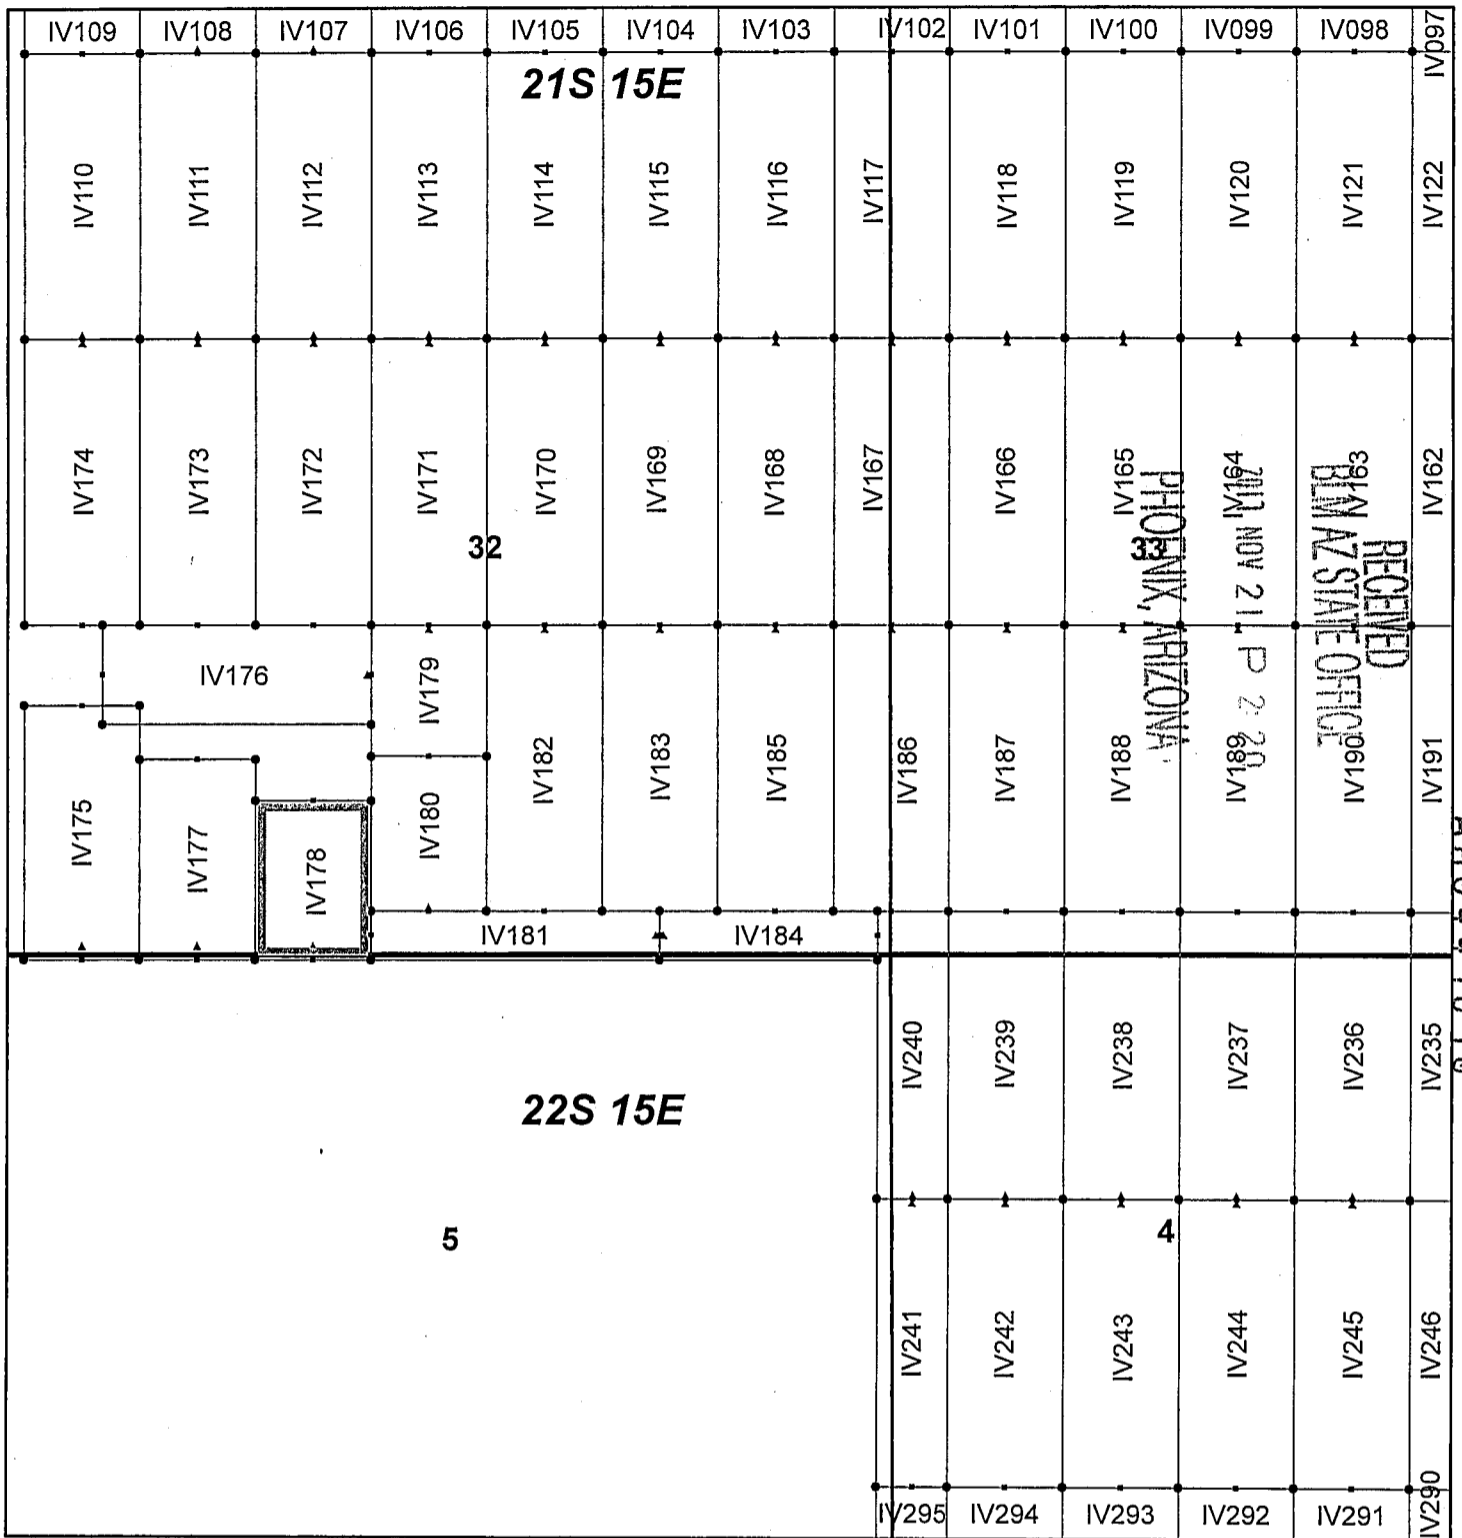 IV109 IV108 IV107 IV106 IV105 IV104 IV103 IV102 IV101 IV100 IV099 IV098 IV097
21S 15E
IV110 IV111 IV112 IV113 IV114 IV115 IV116 IV117 IV118 IV119 IV120 IV121 IV122
IV174 IV173 IV172 IV171 IV170 IV169 IV168 IV167 IV166 IV165 IV164 IV163 IV162
32 33
RECEIVED
BLM AZ STATE OFFICE
NOV 21 P 2:20
PHOENIX, ARIZONA
IV176 IV179
IV175 IV177 IV178 IV180 IV182 IV183 IV185 IV186 IV187 IV188 IV189 IV190 IV191
IV181 IV184
IV240 IV239 IV238 IV237 IV236 IV235
22S 15E
5 4
IV241 IV242 IV243 IV244 IV245 IV246
IV295 IV294 IV293 IV292 IV291 IV290